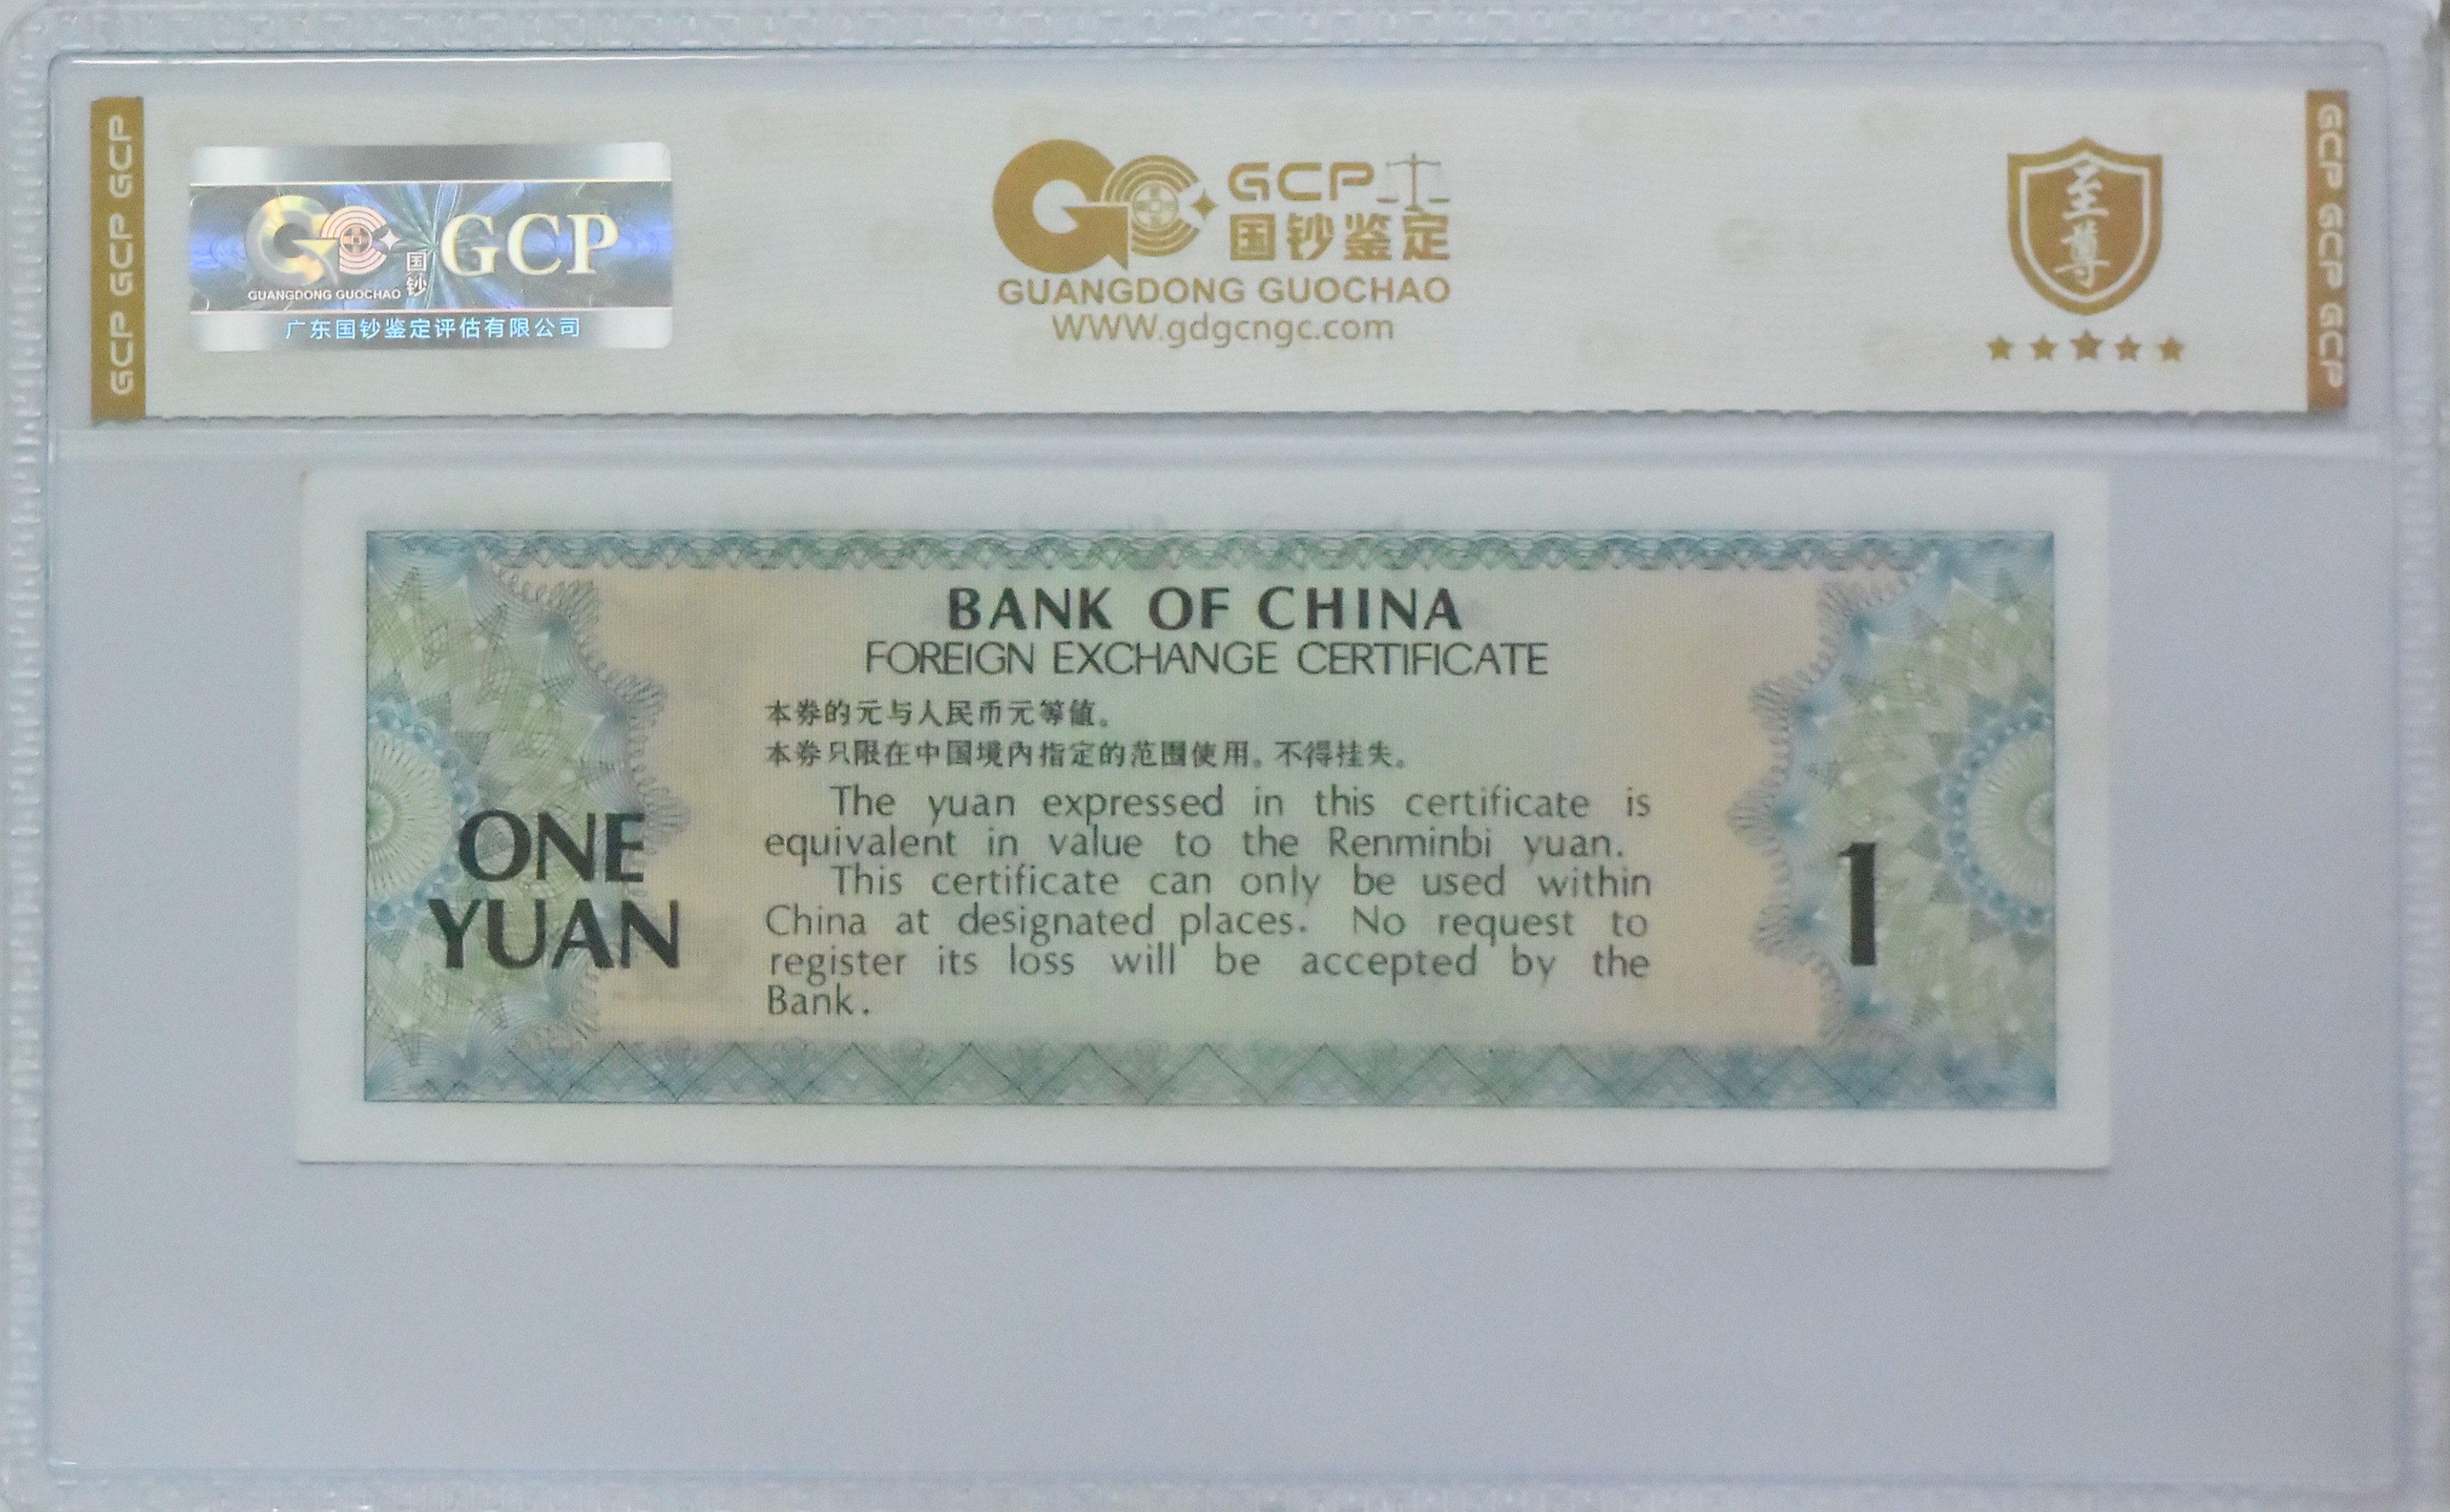 GCP GCP GCP
GCP
国
钞
GUANGDONG GUOCHAO
广东国钞鉴定评估有限公司
GCP
国钞鉴定
GUANGDONG GUOCHAO
WWW.gdgcngc.com
至
尊
GCP GCP GCP
BANK OF CHINA
FOREIGN EXCHANGE CERTIFICATE
本券的元与人民币元等值。
本券只限在中国境内指定的范围使用。不得挂失。
The yuan expressed in this certificate is
equivalent in value to the Renminbi yuan.
This certificate can only be used within
China at designated places. No request to
register its loss will be accepted by the
Bank.
ONE
YUAN
1